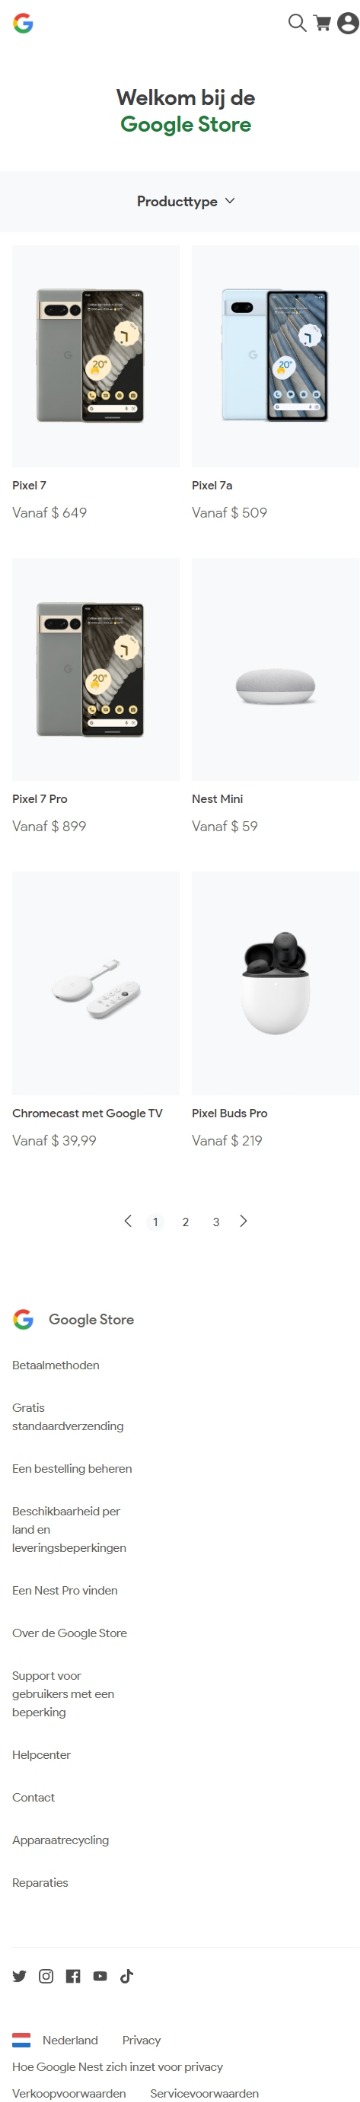 Welkom bij de
Google Store
Producttype
Pixel 7
Vanaf $ 649
Pixel 7a
Vanaf $ 509
Pixel 7 Pro
Vanaf $ 899
Nest Mini
Vanaf $ 59
Chromecast met Google TV
Vanaf $ 39,99
Pixel Buds Pro
Vanaf $ 219
1 2 3
Google Store
Betaalmethoden
Gratis
standaardverzending
Een bestelling beheren
Beschikbaarheid per
land en
leveringsbeperkingen
Een Nest Pro vinden
Over de Google Store
Support voor
gebruikers met een
beperking
Helpcenter
Contact
Apparaatrecycling
Reparaties
Nederland Privacy
Hoe Google Nest zich inzet voor privacy
Verkoopvoorwaarden Servicevoorwaarden